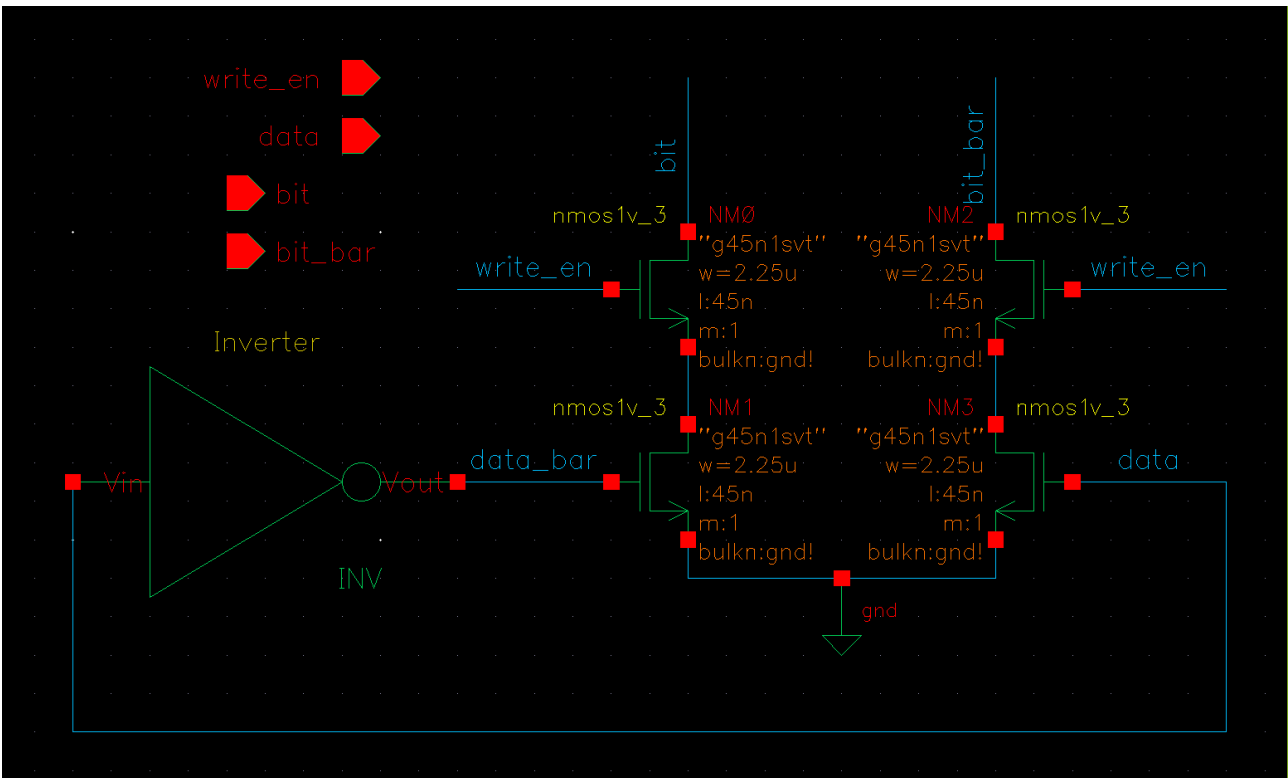 write_en
data
bit
bit_bar
bit
bit_bar
nmos1v_3
NM0
NM2
nmos1v_3
"g45n1svt"
"g45n1svt"
write_en
w=2.25u
w=2.25u
write_en
l:45n
l:45n
m:1
m:1
bulkn:gnd!
bulkn:gnd!
Inverter
nmos1v_3
NM1
NM3
nmos1v_3
"g45n1svt"
"g45n1svt"
data_bar
w=2.25u
w=2.25u
data
Vin
Vout
l:45n
l:45n
m:1
m:1
bulkn:gnd!
bulkn:gnd!
INV
gnd